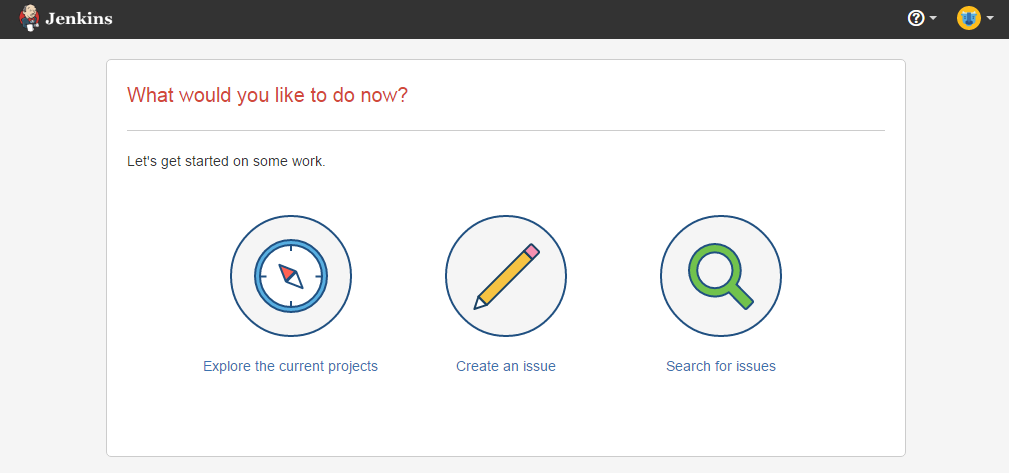 Jenkins
What would you like to do now?
Let's get started on some work.
Explore the current projects
Create an issue
Search for issues